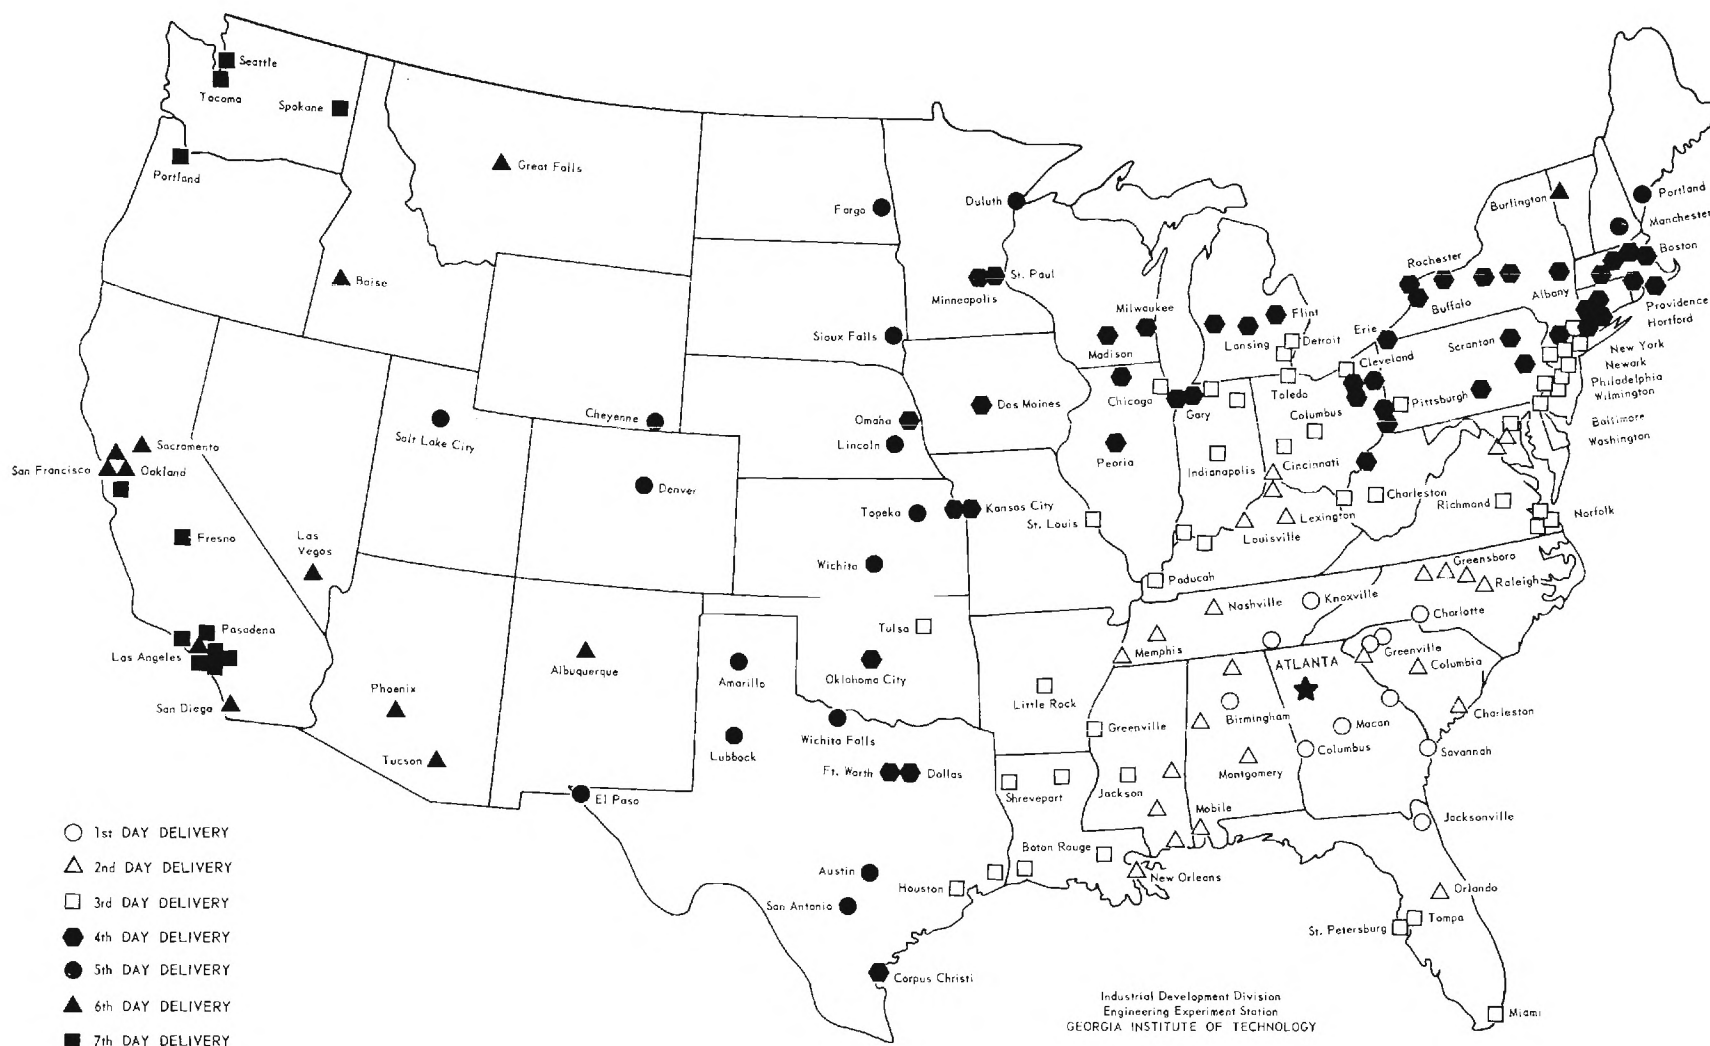 Seattle
Tacoma
Spokane
Portland
Great Falls
Boise
Fargo
Duluth
St. Paul
Minneapolis
Sioux Falls
Milwaukee
Madison
Flint
Lansing
Detroit
Rochester
Buffalo
Albany
Burlington
Portland
Manchester
Boston
Providence
Hartford
Erie
Cleveland
Scranton
New York
Newark
Philadelphia
Wilmington
Baltimore
Washington
Pittsburgh
Toledo
Columbus
Chicago
Gary
Des Moines
Omaha
Lincoln
Cheyenne
Salt Lake City
Sacramento
San Francisco
Oakland
Peoria
Indianapolis
Cincinnati
Denver
Topeka
Kansas City
St. Louis
Lexington
Louisville
Charleston
Richmond
Norfolk
Fresno
Las
Vegas
Wichita
Paducah
Greensboro
Raleigh
Nashville
Knoxville
Charlotte
Pasadena
Los Angeles
Tulsa
Memphis
ATLANTA
Greenville
Columbia
Albuquerque
Amarillo
Oklahoma City
Phoenix
San Diego
Little Rock
Birmingham
Charleston
Macon
Greenville
Wichita Falls
Lubbock
Tucson
Columbus
Savannah
Ft. Worth
Dallas
Montgomery
El Paso
Shreveport
Jackson
Mobile
Jacksonville
Baton Rouge
Austin
Houston
New Orleans
Orlando
San Antonio
Tampa
St. Petersburg
Corpus Christi
Miami
1st DAY DELIVERY
2nd DAY DELIVERY
3rd DAY DELIVERY
4th DAY DELIVERY
5th DAY DELIVERY
6th DAY DELIVERY
7th DAY DELIVERY
Industrial Development Division
Engineering Experiment Station
GEORGIA INSTITUTE OF TECHNOLOGY